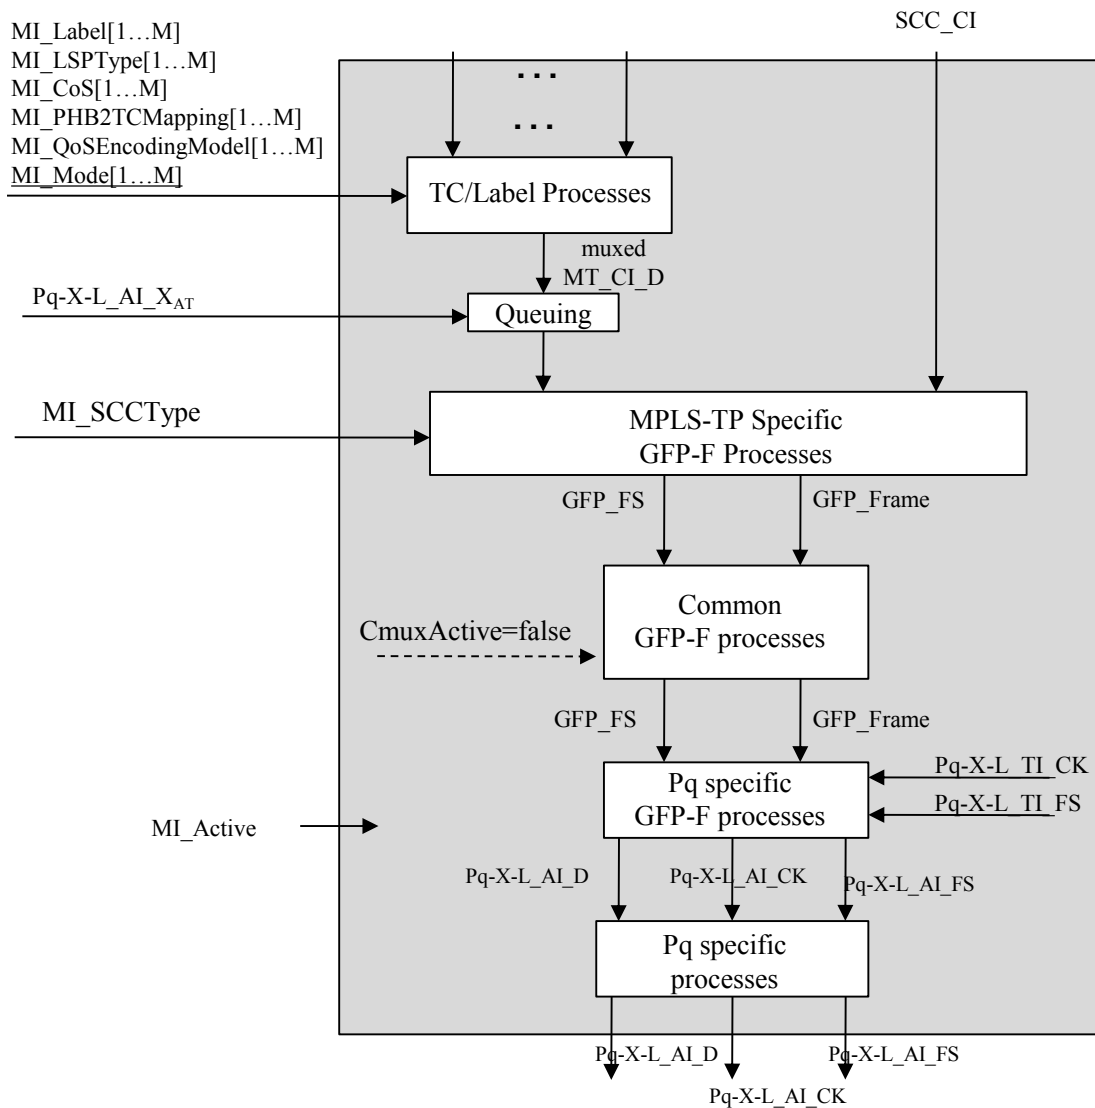 SCC_CI
MI_Label[1…M]
MI_LSPType[1…M]
MI_CoS[1…M]
MI_PHB2TCMapping[1…M]
MI_QoSEncodingModel[1…M]
MI_Mode[1…M]
...
...
TC/Label Processes
muxed
MT_CI_D
Pq-X-L_AI_X_AT
Queuing
MI_SCCType
MPLS-TP Specific
GFP-F Processes
GFP_FS
GFP_Frame
Common
GFP-F processes
CmuxActive=false
GFP_FS
GFP_Frame
Pq specific
GFP-F processes
Pq-X-L_TI_CK
Pq-X-L_TI_FS
MI_Active
Pq-X-L_AI_D
Pq-X-L_AI_CK
Pq-X-L_AI_FS
Pq specific
processes
Pq-X-L_AI_D
Pq-X-L_AI_FS
Pq-X-L_AI_CK